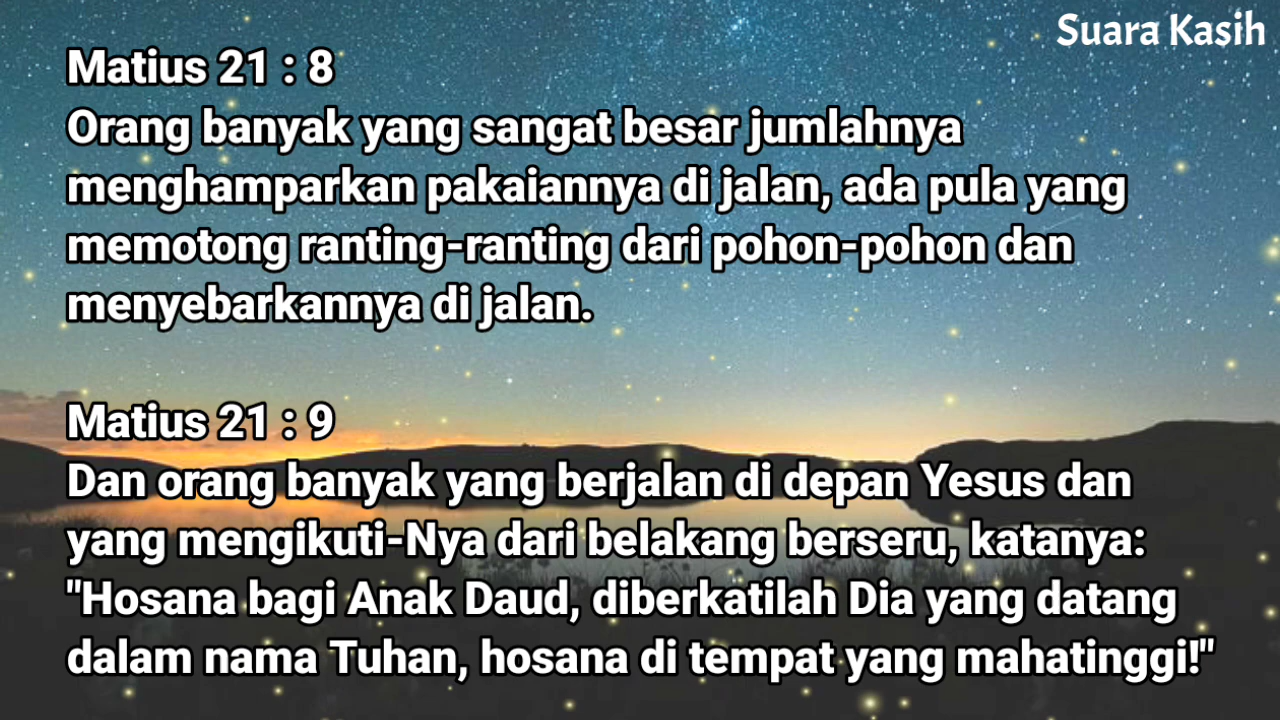 Suara Kasih
Matius 21 : 8
Orang banyak yang sangat besar jumlahnya
menghamparkan pakaiannya di jalan, ada pula yang
memotong ranting-ranting dari pohon-pohon dan
menyebarkannya di jalan.
Matius 21 : 9
Dan orang banyak yang berjalan di depan Yesus dan
yang mengikuti-Nya dari belakang berseru, katanya:
"Hosana bagi Anak Daud, diberkatilah Dia yang datang
dalam nama Tuhan, hosana di tempat yang mahatinggi!"